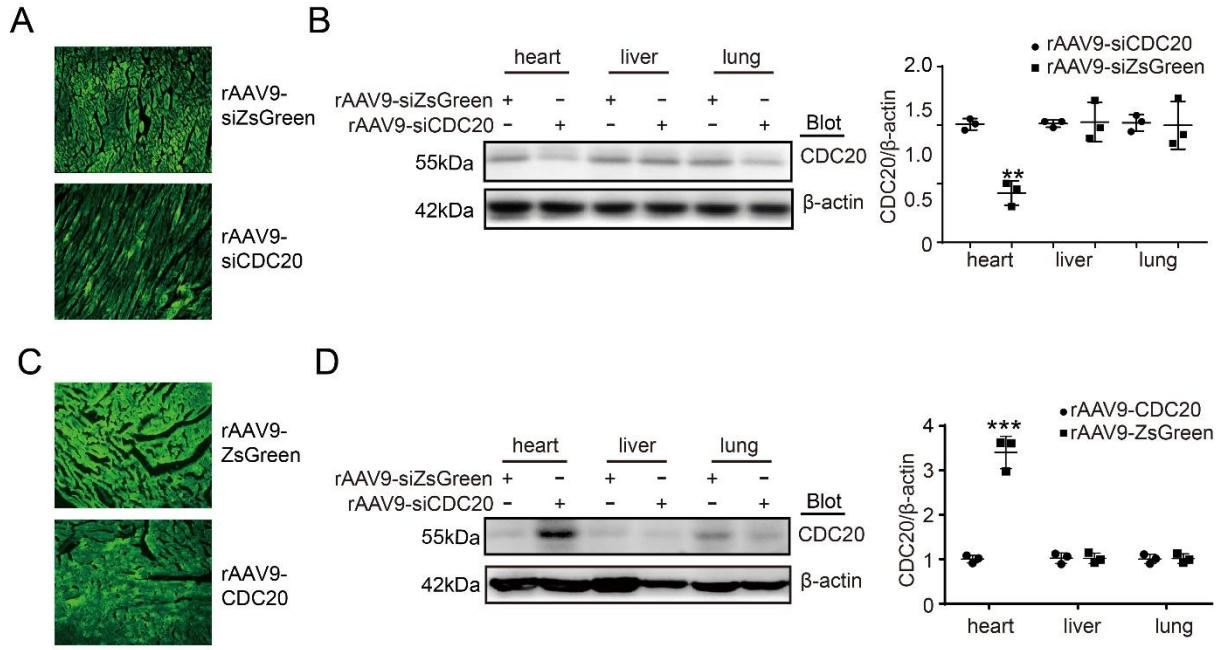 A
rAAV9-
siZsGreen
rAAV9-
siCDC20
B
heart liver lung
rAAV9-siZsGreen + − + − + −
rAAV9-siCDC20 − + − + − +
Blot
55kDa CDC20
42kDa β-actin
rAAV9-siCDC20
rAAV9-siZsGreen
CDC20/β-actin
2.0
1.5
1.0
0.5
0
**
heart liver lung
C
rAAV9-
ZsGreen
rAAV9-
CDC20
D
heart liver lung
rAAV9-siZsGreen + − + − + −
rAAV9-siCDC20 − + − + − +
Blot
55kDa CDC20
42kDa β-actin
rAAV9-CDC20
rAAV9-ZsGreen
CDC20/β-actin
4
3
2
1
0
***
heart liver lung